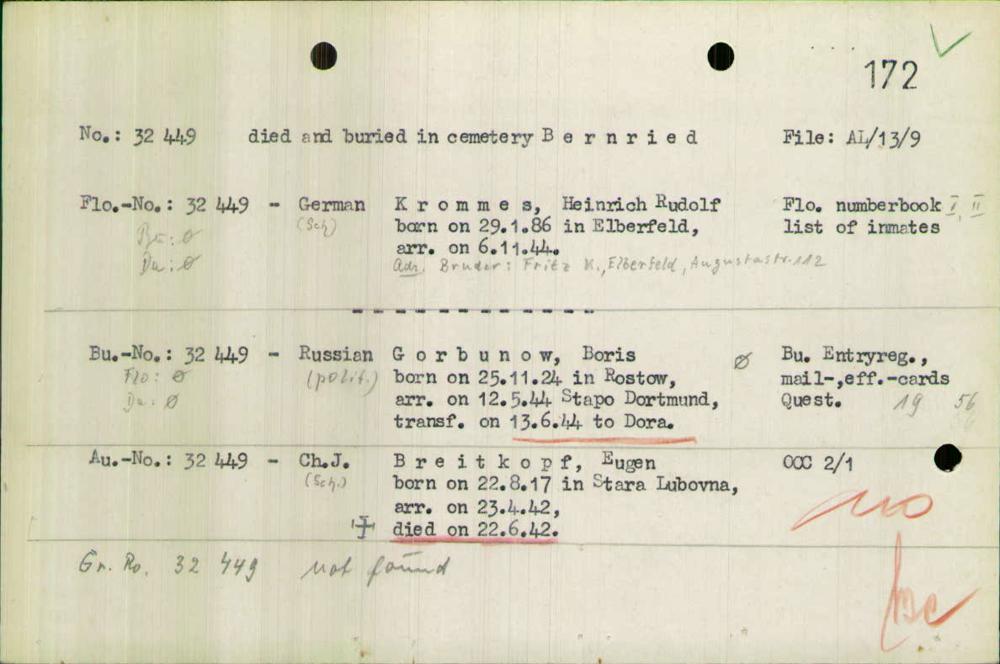 172
No.: 32 449 died and buried in cemetery B e r n r i e d File: AL/13/9
Flo.-No.: 32 449 - German K r o m m e s, Heinrich Rudolf Flo. numberbook I, II
(Sch) born on 29.1.86 in Elberfeld, list of inmates
Bu: ø arr. on 6.11.44.
Da: ø Adr. Bruder: Fritz K., Elberfeld, Augustastr. 112
Bu.-No.: 32 449 - Russian G o r b u n o w, Boris ø Bu. Entryreg.,
Flo: ø (polit.) born on 25.11.24 in Rostow, mail-,eff.-cards
Da: ø arr. on 12.5.44 Stapo Dortmund, Quest. 19 56
transf. on 13.6.44 to Dora.
Au.-No.: 32 449 - Ch.J. B r e i t k o p f, Eugen OCC 2/1
(Sch.) born on 22.8.17 in Stara Lubovna,
arr. on 23.4.42,
died on 22.6.42.
Gr. Ro. 32 449 not found